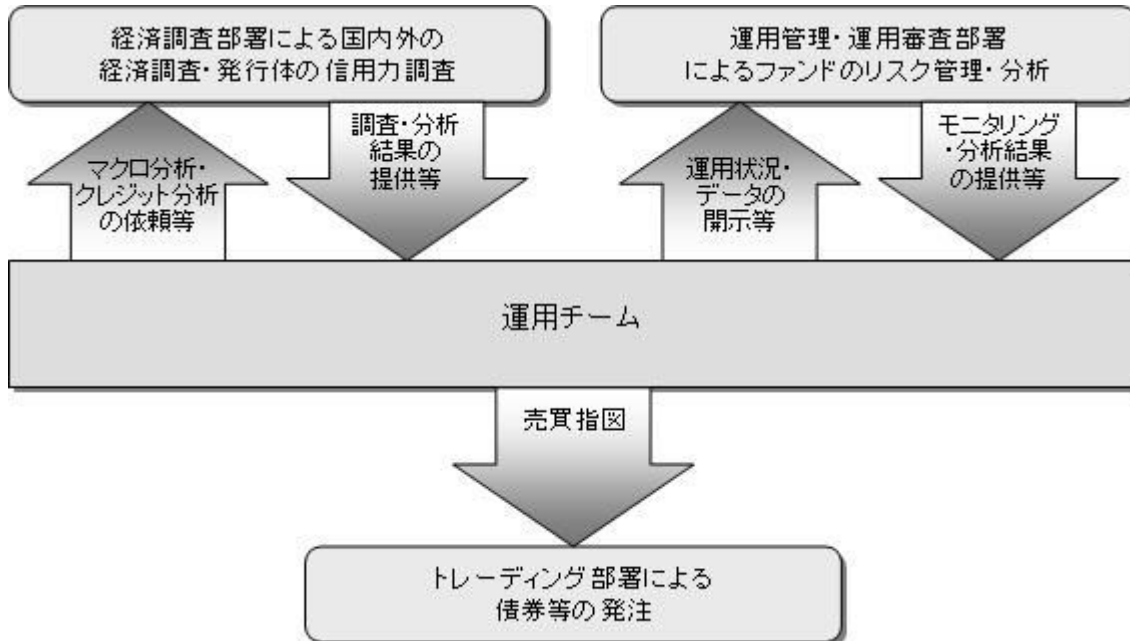 経済調査部署による国内外の
経済調査・発行体の信用力調査
運用管理・運用審査部署
によるファンドのリスク管理・分析
マクロ分析・
クレジット分析
の依頼等
調査・分析
結果の
提供等
運用状況・
データの
開示等
モニタリング
・分析結果
の提供等
運用チーム
売買指図
トレーディング部署による
債券等の発注